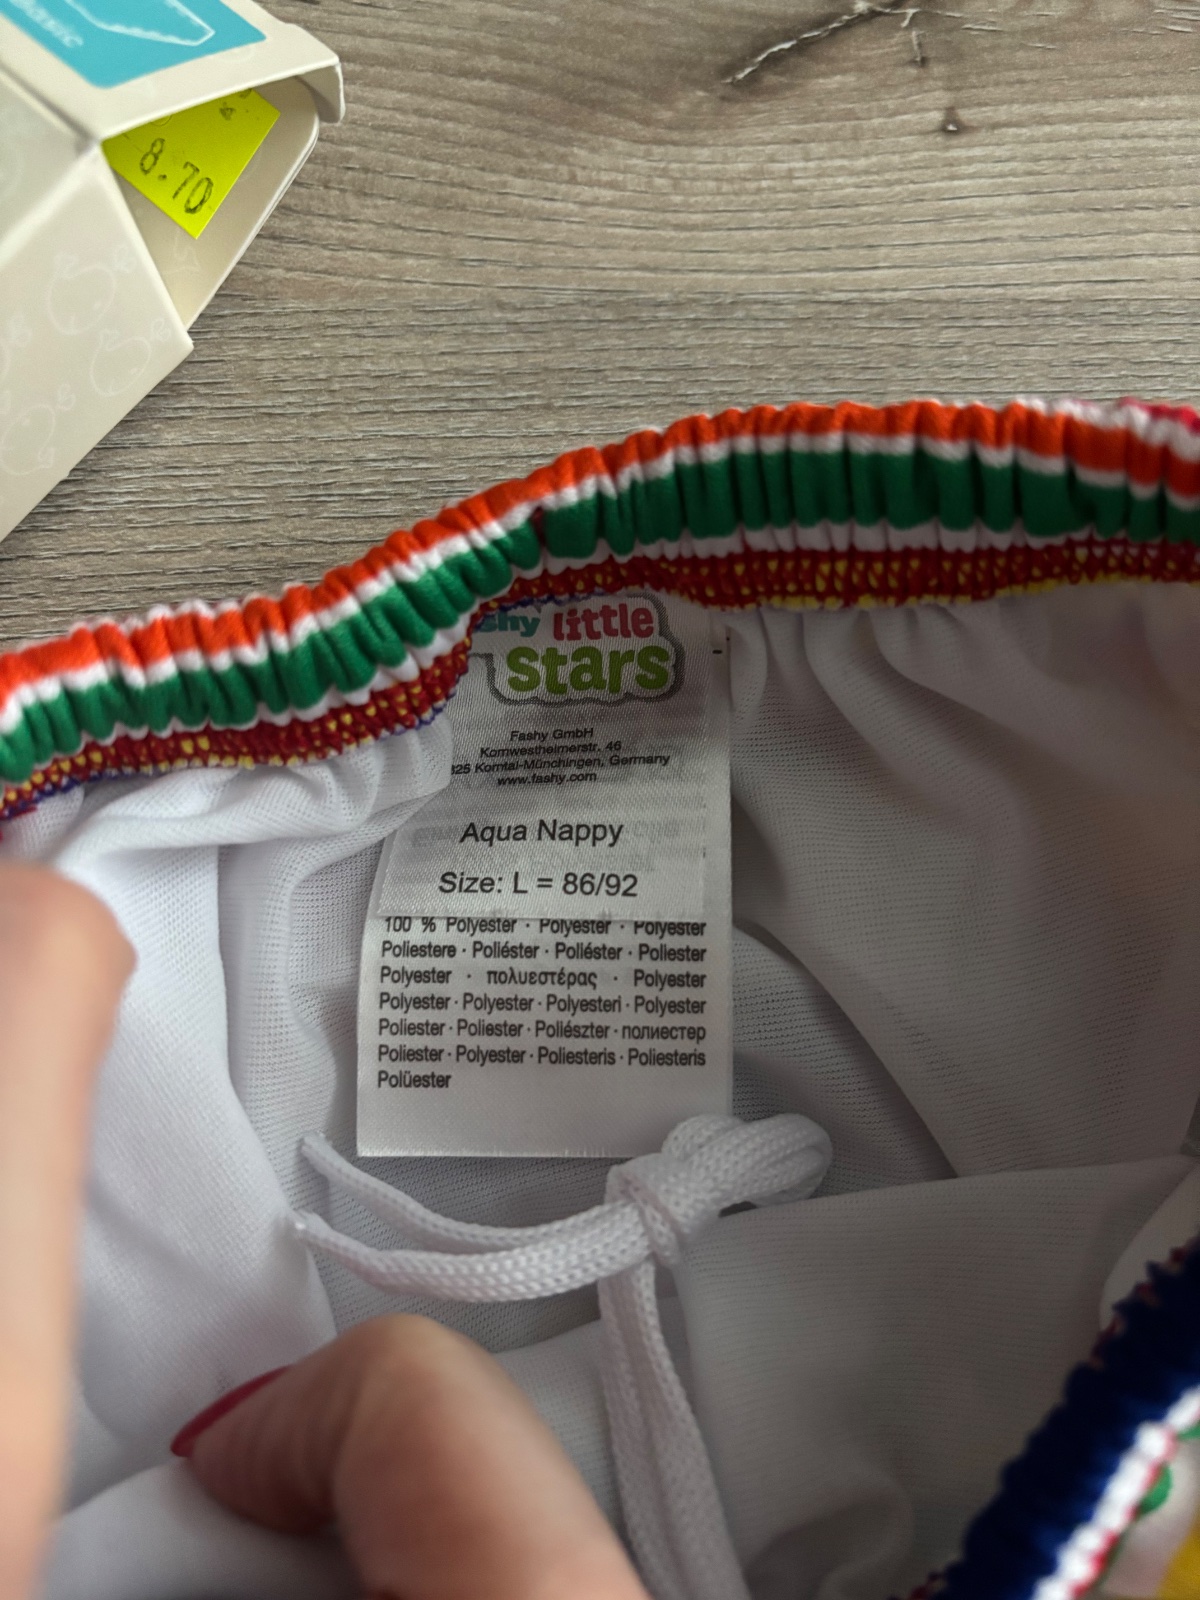 8.70
little
stars
Fashy GmbH
Kornwestheimerstr. 46
825 Korntal-Münchingen, Germany
www.fashy.com
Aqua Nappy
Size: L = 86/92
100 % Polyester · Polyester · Polyester
Poliestere · Poliéster · Poliéster · Poliester
Polyester · πολυεστέρας · Polyester
Polyester · Polyester · Polyesteri · Polyester
Poliester · Poliester · Poliészter · полиестер
Poliester · Polyester · Poliesteris · Poliesteris
Polüester